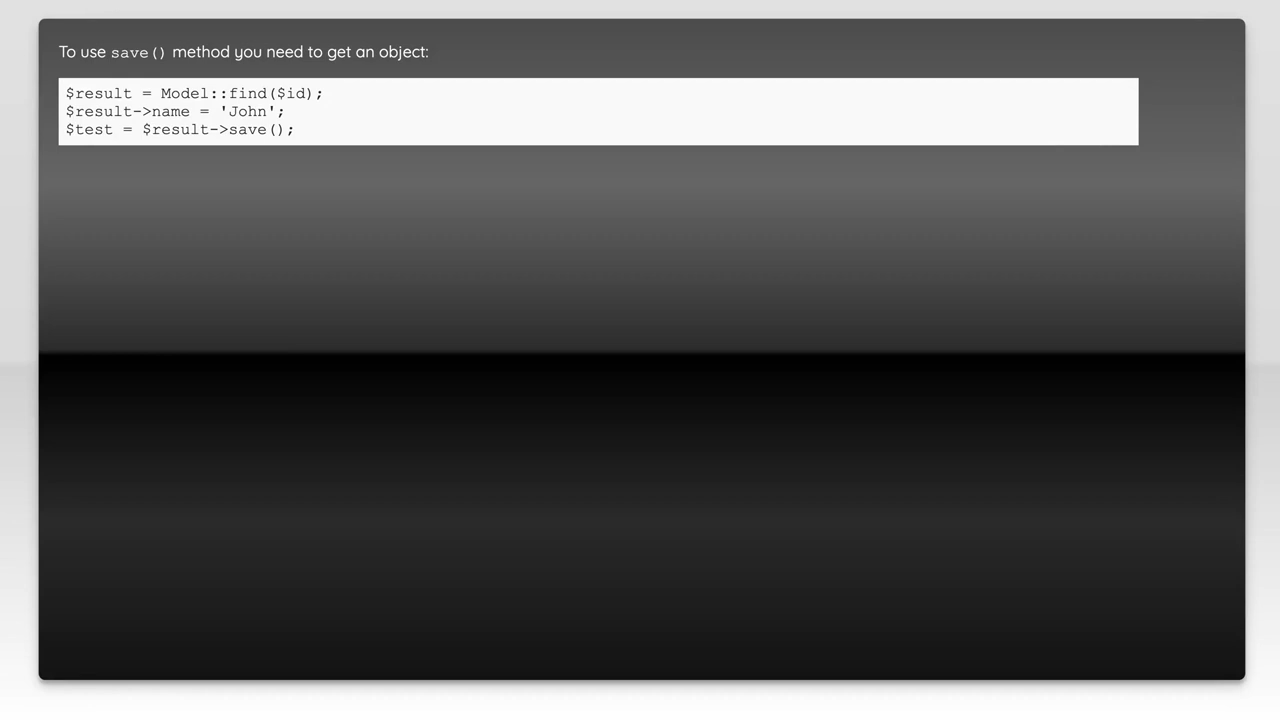 To use save() method you need to get an object:
$result = Model::find($id);
$result->name = 'John';
$test = $result->save();